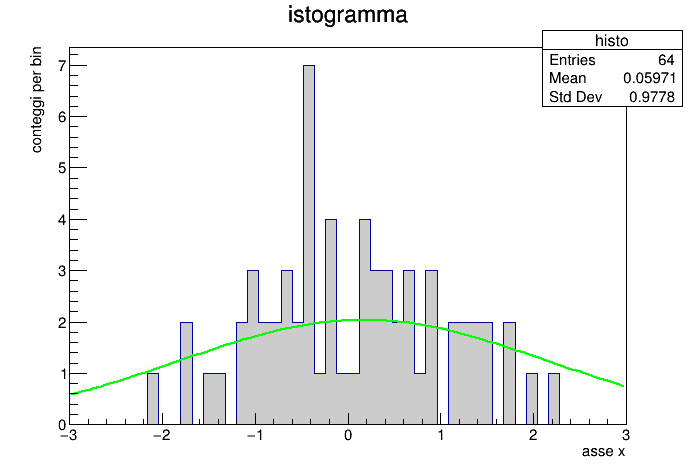 istogramma
histo
Entries 64
Mean 0.05971
Std Dev 0.9778
conteggi per bin
7
6
5
4
3
2
1
0
−3 −2 −1 0 1 2 3
asse x